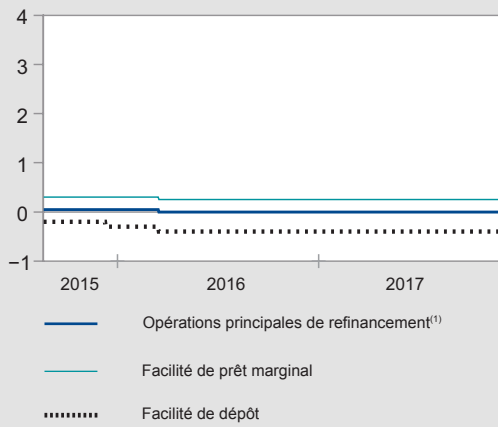 4
3
2
1
0
−1
2015 2016 2017
Opérations principales de refinancement(1)
Facilité de prêt marginal
Facilité de dépôt